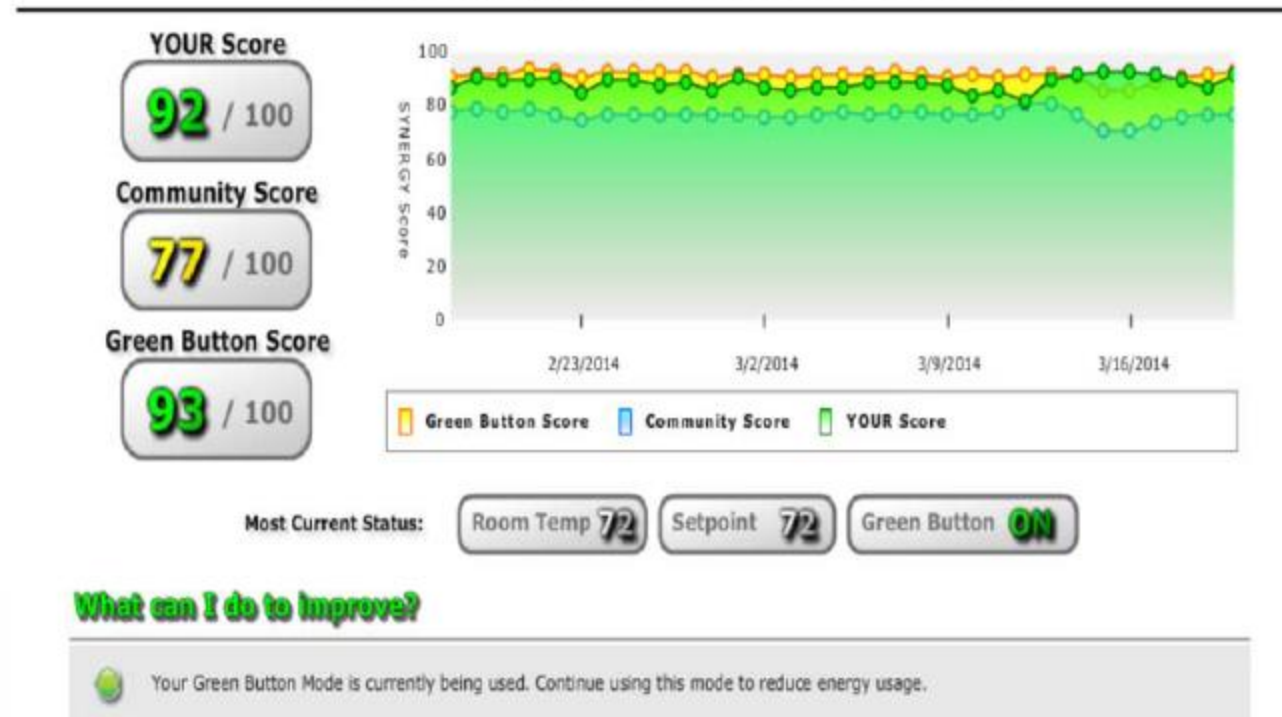 YOUR Score
92 / 100
Community Score
77 / 100
Green Button Score
93 / 100
SYNERGY Score
100
80
60
40
20
0
2/23/2014 3/2/2014 3/9/2014 3/16/2014
Green Button Score Community Score YOUR Score
Most Current Status: Room Temp 72 Setpoint 72 Green Button ON
What can I do to improve?
Your Green Button Mode is currently being used. Continue using this mode to reduce energy usage.